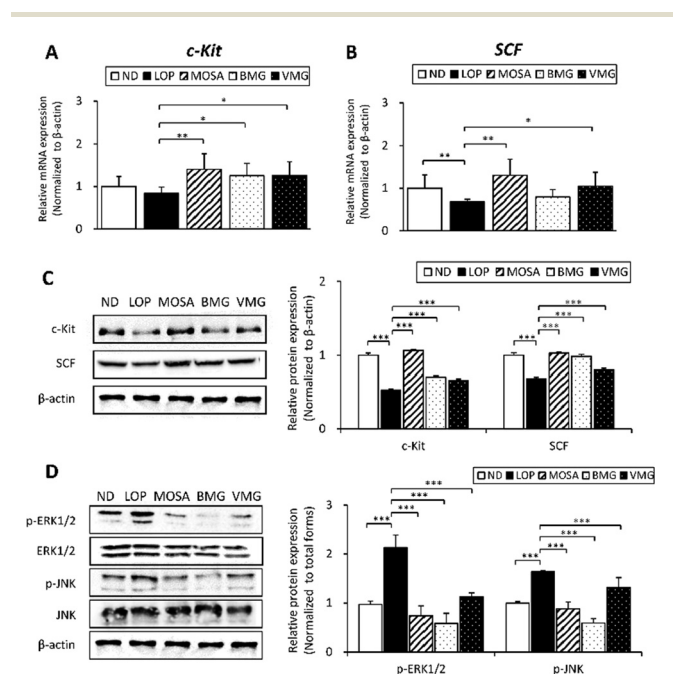 A
c-Kit
ND LOP MOSA BMG VMG
Relative mRNA expression
(Normalized to β-actin)
3
2
1
0
*
*
**
B
SCF
ND LOP MOSA BMG VMG
Relative mRNA expression
(Normalized to β-actin)
3
2
1
0
*
**
**
C
ND LOP MOSA BMG VMG
c-Kit
SCF
β-actin
ND LOP MOSA BMG VMG
Relative protein expression
(Normalized to β-actin)
2
1
0
***
***
***
***
***
***
***
***
c-Kit SCF
D
ND LOP MOSA BMG VMG
p-ERK1/2
ERK1/2
p-JNK
JNK
β-actin
ND LOP MOSA BMG VMG
Relative protein expression
(Normalized to total forms)
3
2
1
0
***
***
***
***
***
***
***
***
p-ERK1/2 p-JNK